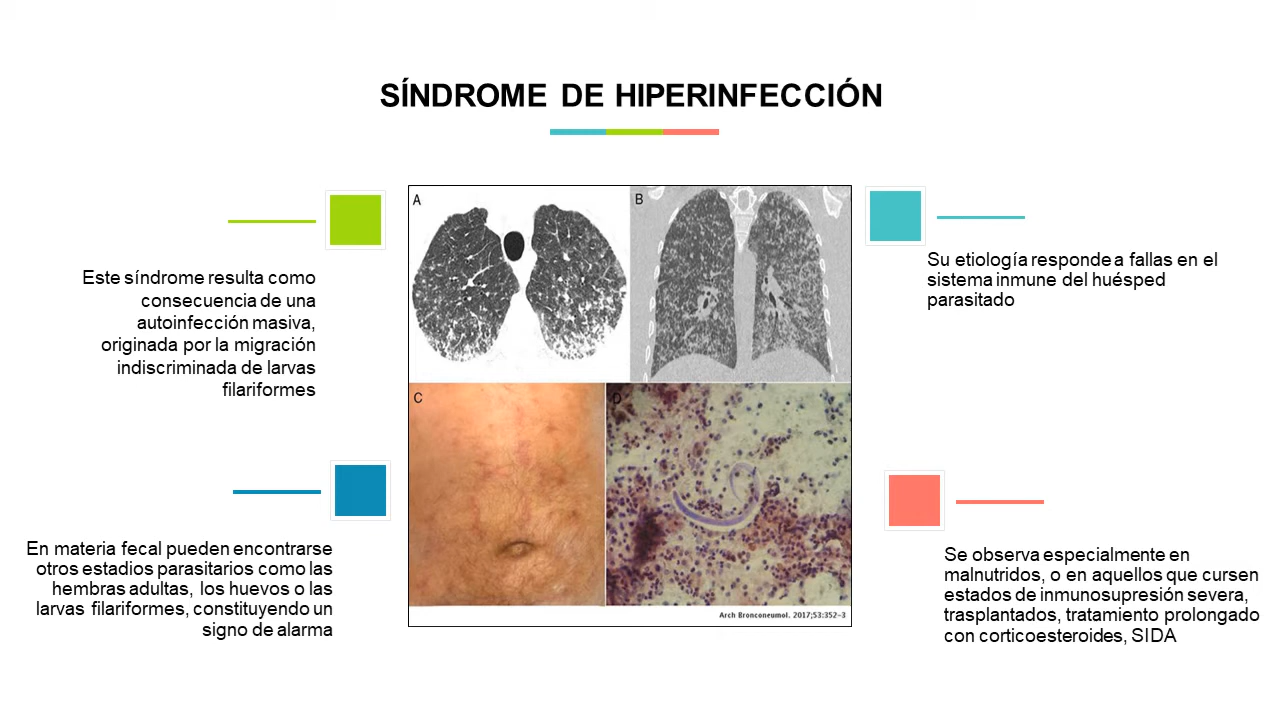 SÍNDROME DE HIPERINFECCIÓN
Este síndrome resulta como
consecuencia de una
autoinfección masiva,
originada por la migración
indiscriminada de larvas
filariformes
Su etiología responde a fallas en el
sistema inmune del huésped
parasitado
A
B
C
D
Arch Bronconeumol. 2017;53:352-3
En materia fecal pueden encontrarse
otros estadios parasitarios como las
hembras adultas, los huevos o las
larvas filariformes, constituyendo un
signo de alarma
Se observa especialmente en
malnutridos, o en aquellos que cursen
estados de inmunosupresión severa,
trasplantados, tratamiento prolongado
con corticoesteroides, SIDA